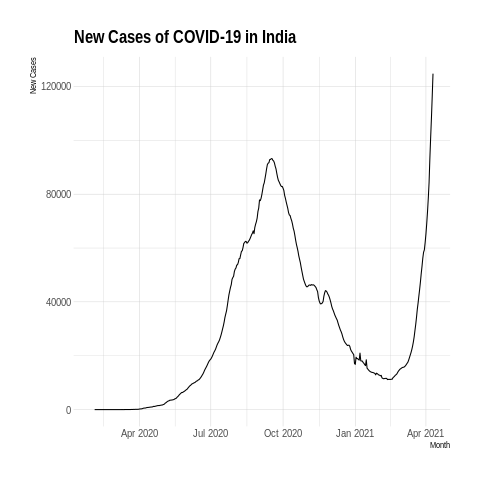 New Cases of COVID-19 in India
New Cases
120000
80000
40000
0
Apr 2020 Jul 2020 Oct 2020 Jan 2021 Apr 2021
Month